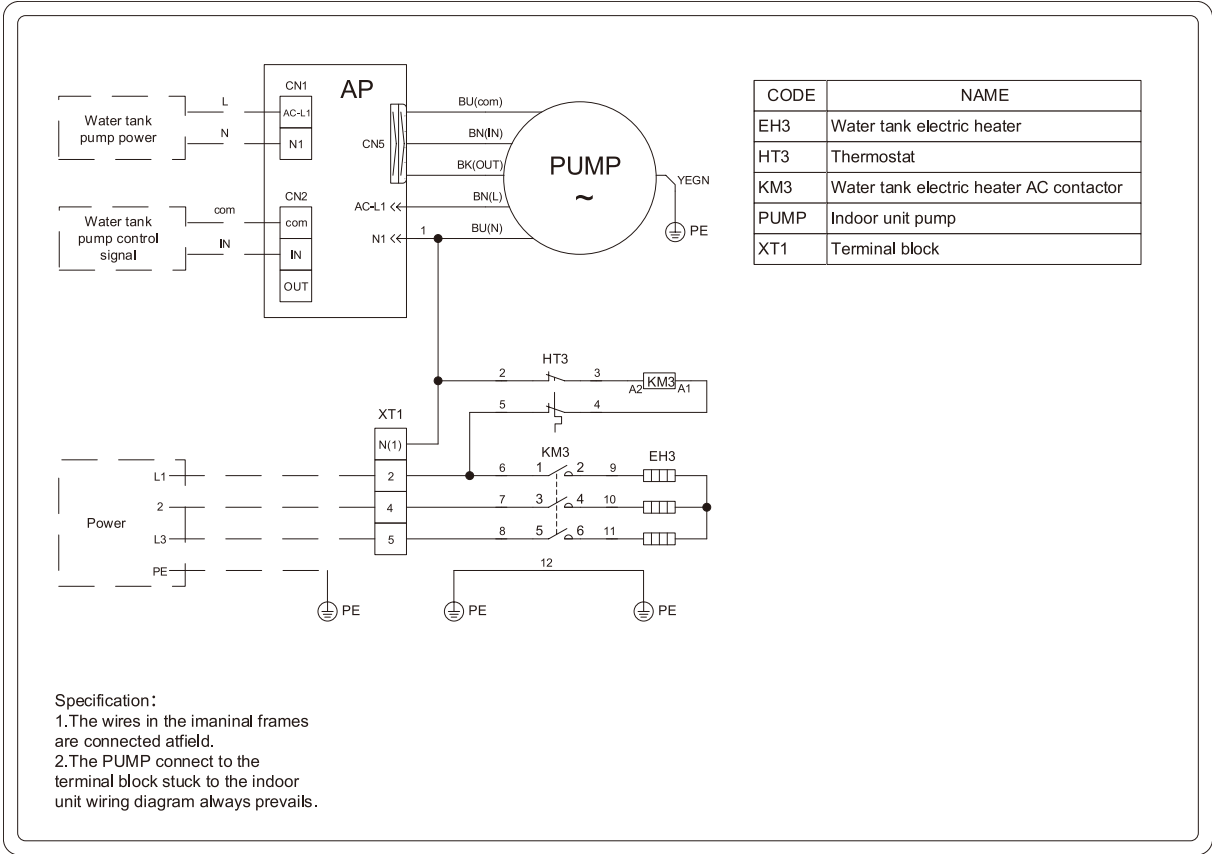 AP
CN1
AC-L1
N1
CN2
com
IN
OUT
CN5
AC-L1
N1
Water tank
pump power
L
N
Water tank
pump control
signal
com
IN
BU(com)
BN(IN)
BK(OUT)
BN(L)
1
BU(N)
PUMP
~
YEGN
PE
CODE NAME
EH3 Water tank electric heater
HT3 Thermostat
KM3 Water tank electric heater AC contactor
PUMP Indoor unit pump
XT1 Terminal block
HT3
2 3 A2 KM3 A1
5 4
XT1
N(1)
2
4
5
KM3
EH3
6 1 2 9
7 3 4 10
8 5 6 11
12
Power
L1
2
L3
PE
PE
PE
PE
Specification:
1.The wires in the imaninal frames
are connected atfield.
2.The PUMP connect to the
terminal block stuck to the indoor
unit wiring diagram always prevails.